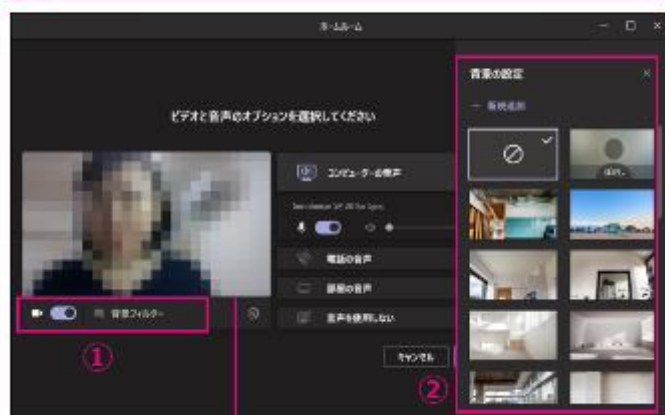 ホームルーム
背景の設定
+ 新規追加
ビデオと音声のオプションを選択してください
コンピューターの音声
ぼかし
電話の音声
部屋の音声
背景フィルター
音声を使用しない
キャンセル
①
②